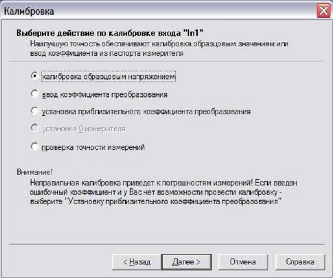 Калибровка
Выберите действие по калибровке входа "In1"
Наилучшую точность обеспечивают калибровка образцовым значением или
ввод коэффициента из паспорта измерителя
калибровка образцовым напряжением
ввод коэффициента преобразования
установка приблизительного коэффициента преобразования
установка 0 измерителя
проверка точности измерений
Внимание!
Неправильная калибровка приведет к погрешностям измерений! Если введен
ошибочный коэффициент и у Вас нет возможности провести калибровку -
выберите "Установку приблизительного коэффициента преобразования"
< Назад
Далее >
Отмена
Справка